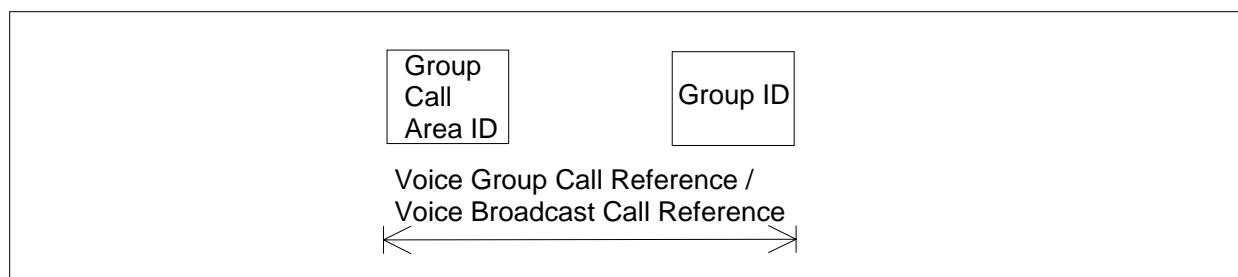 Group
Call
Area ID
Group ID
Voice Group Call Reference /
Voice Broadcast Call Reference